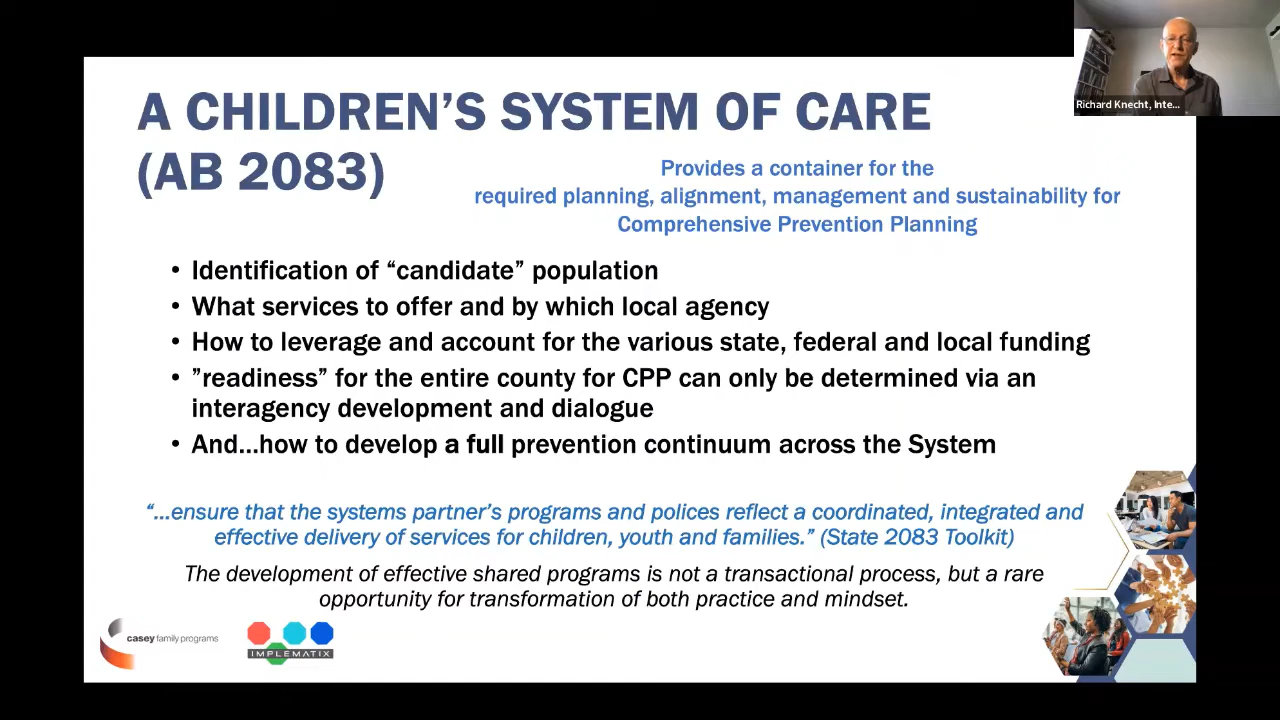 A CHILDREN'S SYSTEM OF CARE
(AB 2083)
Provides a container for the
required planning, alignment, management and sustainability for
Comprehensive Prevention Planning
• Identification of “candidate” population
• What services to offer and by which local agency
• How to leverage and account for the various state, federal and local funding
• ”readiness” for the entire county for CPP can only be determined via an
interagency development and dialogue
• And...how to develop a full prevention continuum across the System
“...ensure that the systems partner’s programs and polices reflect a coordinated, integrated and
effective delivery of services for children, youth and families.” (State 2083 Toolkit)
The development of effective shared programs is not a transactional process, but a rare
opportunity for transformation of both practice and mindset.
casey family programs
IMPLEMATIX
Richard Knecht, Inte...